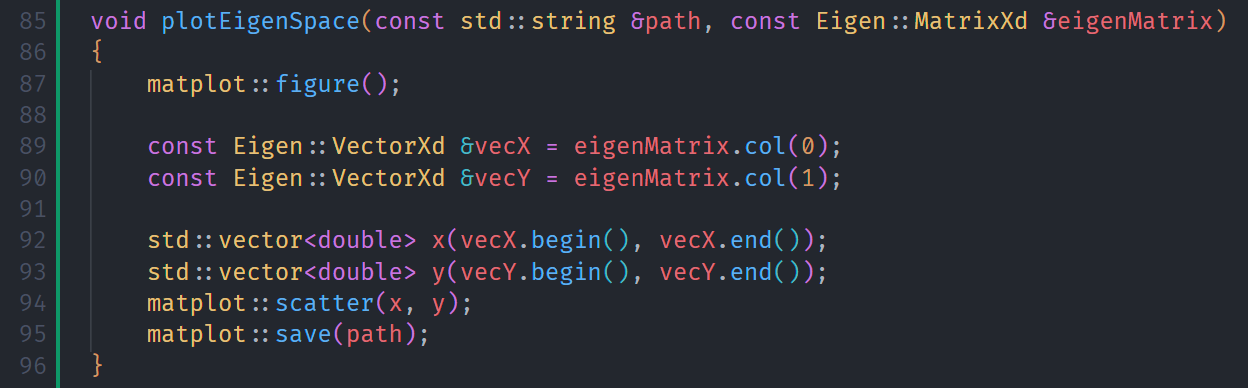 85 void plotEigenSpace(const std::string &path, const Eigen::MatrixXd &eigenMatrix)
86 {
87     matplot::figure();
88
89     const Eigen::VectorXd &vecX = eigenMatrix.col(0);
90     const Eigen::VectorXd &vecY = eigenMatrix.col(1);
91
92     std::vector<double> x(vecX.begin(), vecX.end());
93     std::vector<double> y(vecY.begin(), vecY.end());
94     matplot::scatter(x, y);
95     matplot::save(path);
96 }